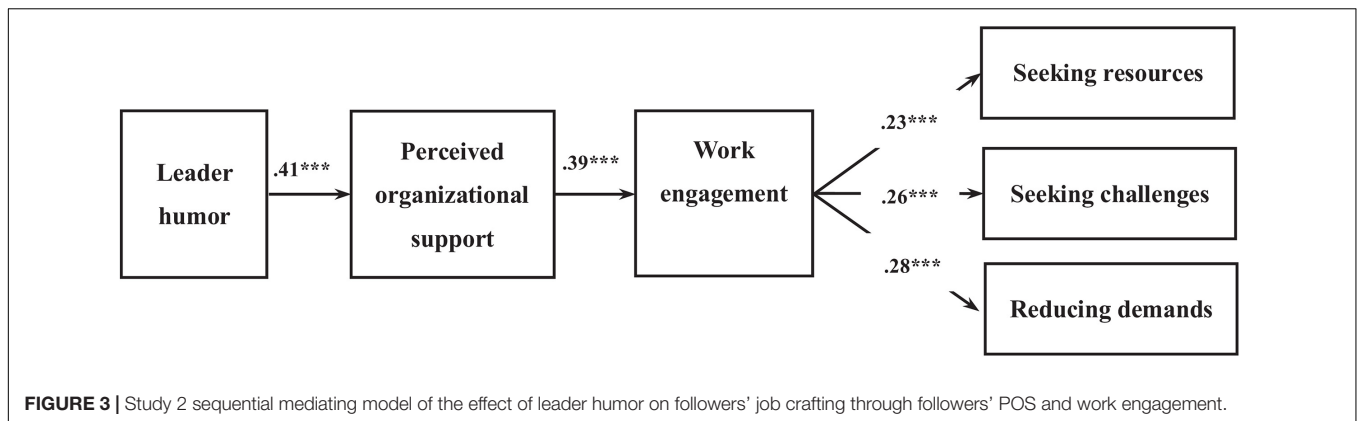 Leader
humor
.41***
Perceived
organizational
support
.39***
Work
engagement
.23***
.26***
.28***
Seeking resources
Seeking challenges
Reducing demands
FIGURE 3 | Study 2 sequential mediating model of the effect of leader humor on followers’ job crafting through followers’ POS and work engagement.